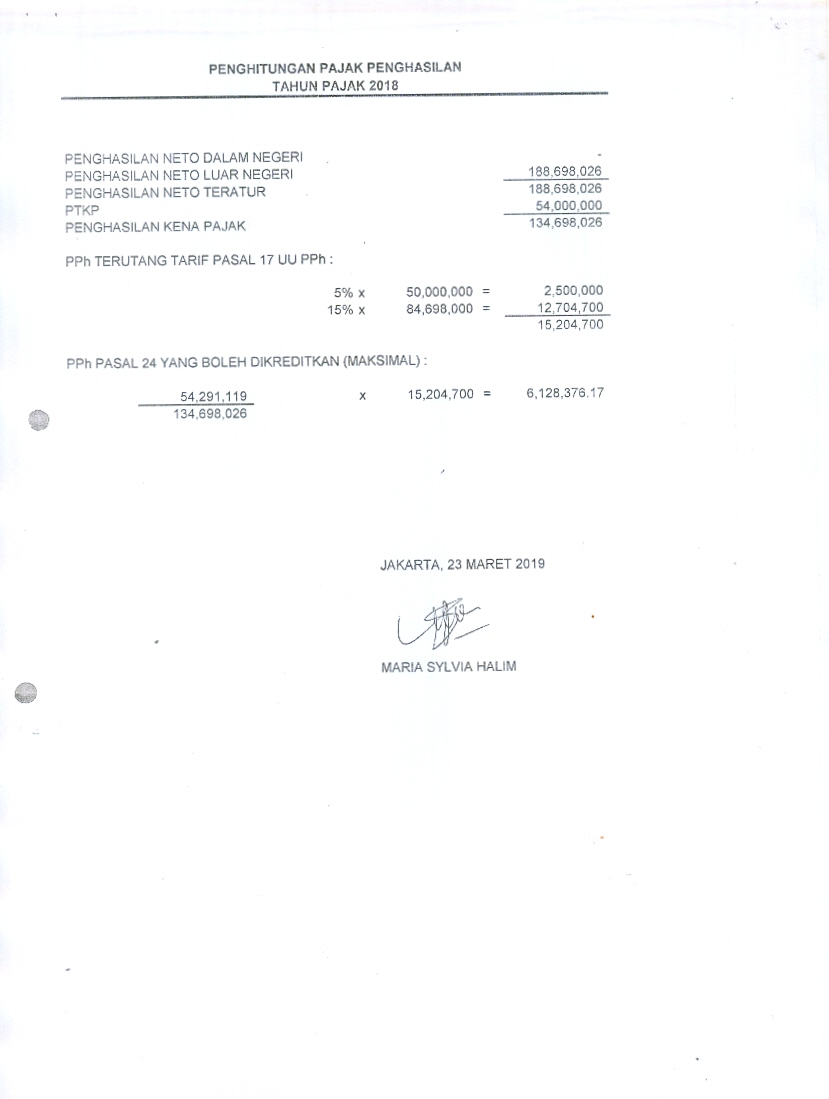 PENGHITUNGAN PAJAK PENGHASILAN
TAHUN PAJAK 2018
PENGHASILAN NETO DALAM NEGERI -
PENGHASILAN NETO LUAR NEGERI 188,698,026
PENGHASILAN NETO TERATUR 188,698,026
PTKP 54,000,000
PENGHASILAN KENA PAJAK 134,698,026
PPh TERUTANG TARIF PASAL 17 UU PPh :
5% x 50,000,000 = 2,500,000
15% x 84,698,000 = 12,704,700
15,204,700
PPh PASAL 24 YANG BOLEH DIKREDITKAN (MAKSIMAL) :
54,291,119 x 15,204,700 = 6,128,376.17
134,698,026
JAKARTA, 23 MARET 2019
MARIA SYLVIA HALIM